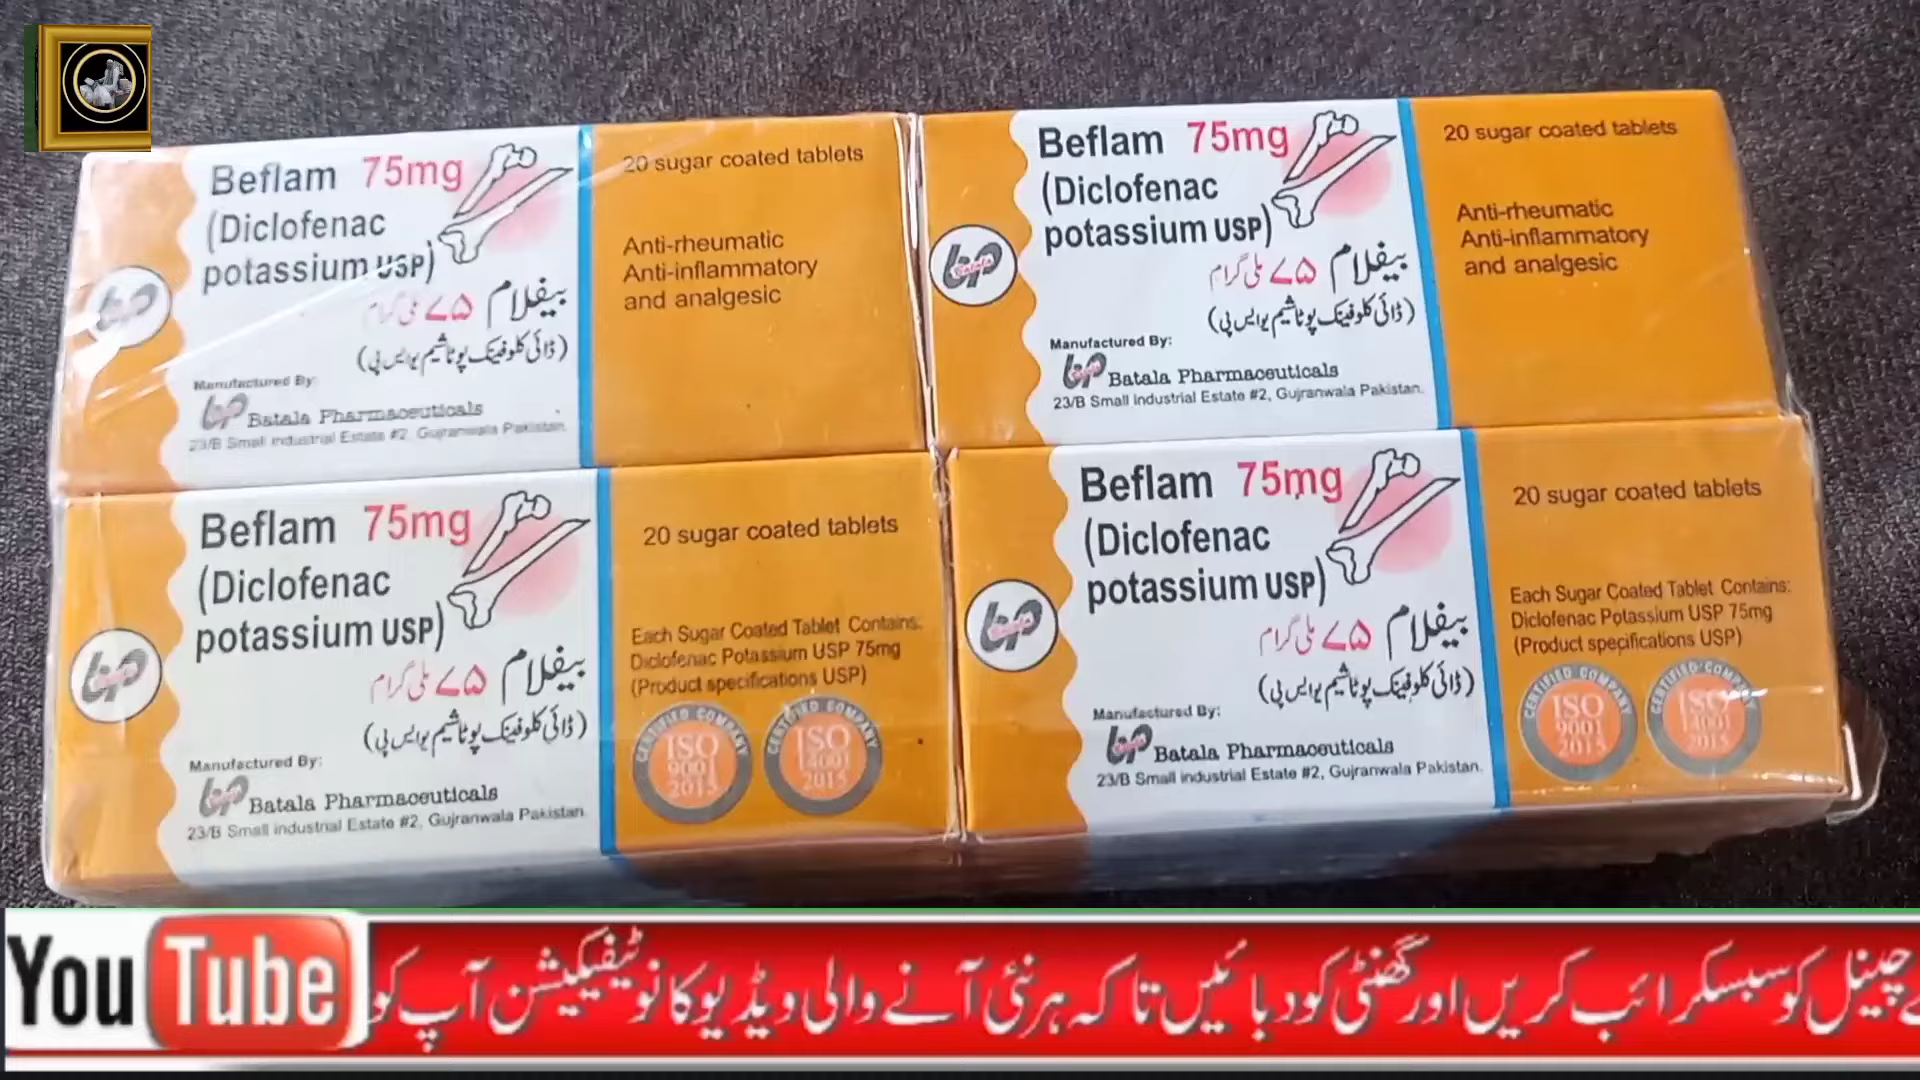 Beflam 75mg
(Diclofenac
potassium USP)
بیفلام ۷۵ ملی گرام
(ڈائی کلوفینک پوٹاشیم یو ایس پی)
Manufactured By:
Batala Pharmaceuticals
23/B Small industrial Estate #2, Gujranwala Pakistan.
20 sugar coated tablets
Anti-rheumatic
Anti-inflammatory
and analgesic
Beflam 75mg
(Diclofenac
potassium USP)
بیفلام ۷۵ ملی گرام
(ڈائی کلوفینک پوٹاشیم یو ایس پی)
Manufactured By:
Batala Pharmaceuticals
23/B Small industrial Estate #2, Gujranwala Pakistan.
20 sugar coated tablets
Anti-rheumatic
Anti-inflammatory
and analgesic
Beflam 75mg
(Diclofenac
potassium USP)
بیفلام ۷۵ ملی گرام
(ڈائی کلوفینک پوٹاشیم یو ایس پی)
Manufactured By:
Batala Pharmaceuticals
23/B Small industrial Estate #2, Gujranwala Pakistan.
20 sugar coated tablets
Each Sugar Coated Tablet Contains:
Diclofenac Potassium USP 75mg
(Product specifications USP)
CERTIFIED COMPANY
ISO
9001
2015
CERTIFIED COMPANY
ISO
14001
2015
Beflam 75mg
(Diclofenac
potassium USP)
بیفلام ۷۵ ملی گرام
(ڈائی کلوفینک پوٹاشیم یو ایس پی)
Manufactured By:
Batala Pharmaceuticals
23/B Small industrial Estate #2, Gujranwala Pakistan.
20 sugar coated tablets
Each Sugar Coated Tablet Contains:
Diclofenac Potassium USP 75mg
(Product specifications USP)
CERTIFIED COMPANY
ISO
9001
2015
CERTIFIED COMPANY
ISO
14001
2015
YouTube
چینل کو سبسکرائب کریں اور گھنٹی کو دبائیں تاکہ ہر نئی آنے والی ویڈیو کا نوٹیفیکیشن آپ کو